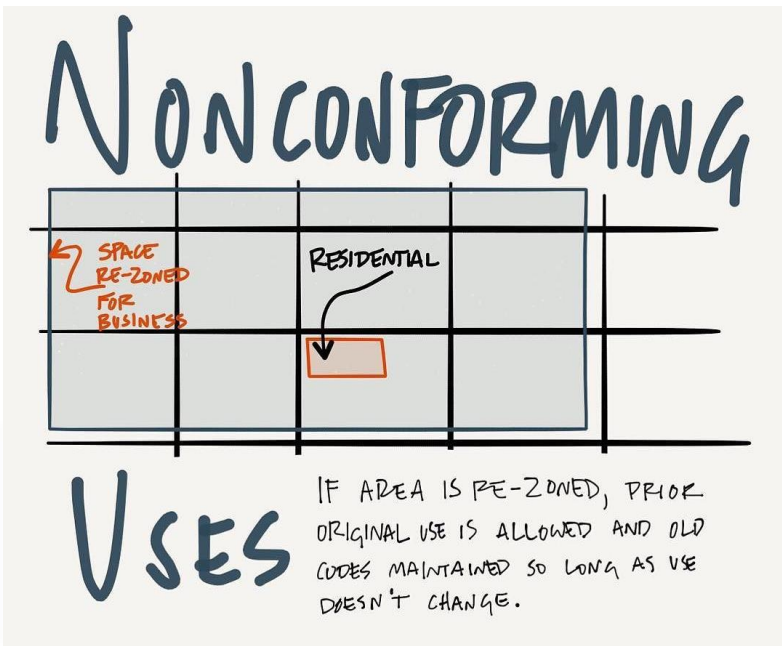 NONCONFORMING
SPACE
RE-ZONED
FOR
BUSINESS
RESIDENTIAL
USES
IF AREA IS RE-ZONED, PRIOR
ORIGINAL USE IS ALLOWED AND OLD
CODES MAINTAINED SO LONG AS USE
DOESN'T CHANGE.